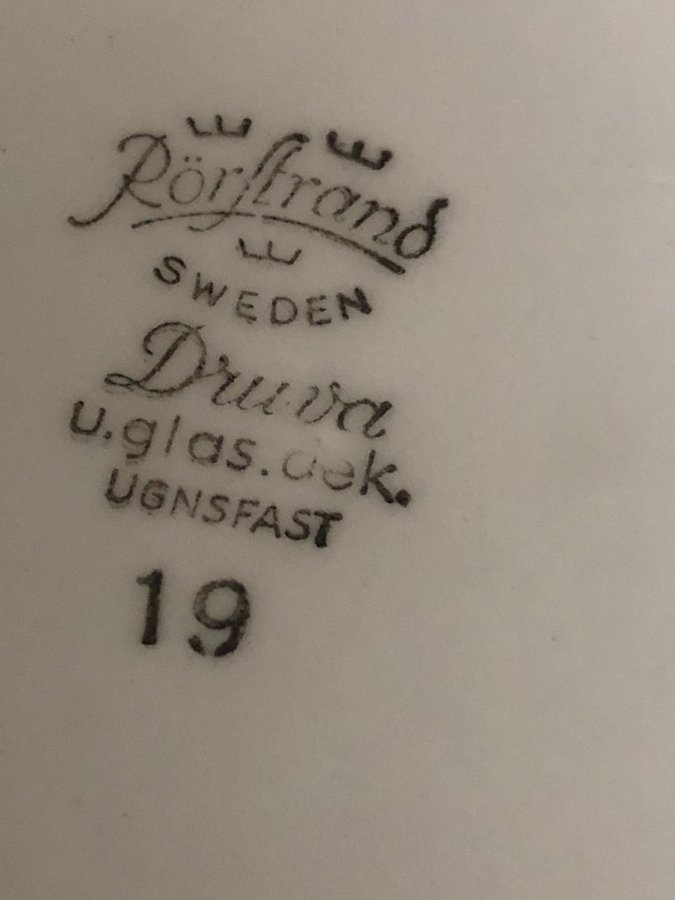 Rörstrand
SWEDEN
Druva
u.glas.dek.
UGNSFAST
19